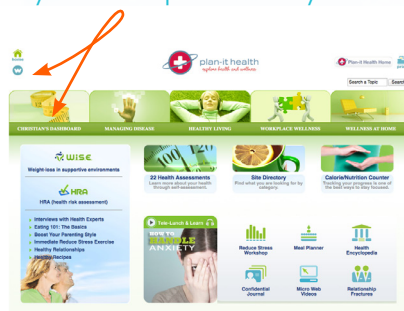 plan-it health
explore health and wellness
Plan-it Health Home
Search a Topic
CHRISTIAN'S DASHBOARD
MANAGING DISEASE
HEALTHY LIVING
WORKPLACE WELLNESS
WELLNESS AT HOME
WISE
Weight-loss in supportive environments
HRA
HRA (health risk assessment)
Interviews with Health Experts
Eating 101: The Basics
Boost Your Parenting Style
Immediate Reduce Stress Exercise
Healthy Relationships
Healthy Recipes
22 Health Assessments
Learn more about your health
through self-assessment.
Site Directory
Find what you are looking for by
category.
Calorie/Nutrition Counter
Tracking your progress is one of
the best ways to stay motivated.
Tele-Lunch & Learn
HOW TO
HANDLE
ANXIETY
Reduce Stress
Workshop
Meal Planner
Health
Encyclopedia
Confidential
Journal
Micro Web
Videos
Relationship
Fractures